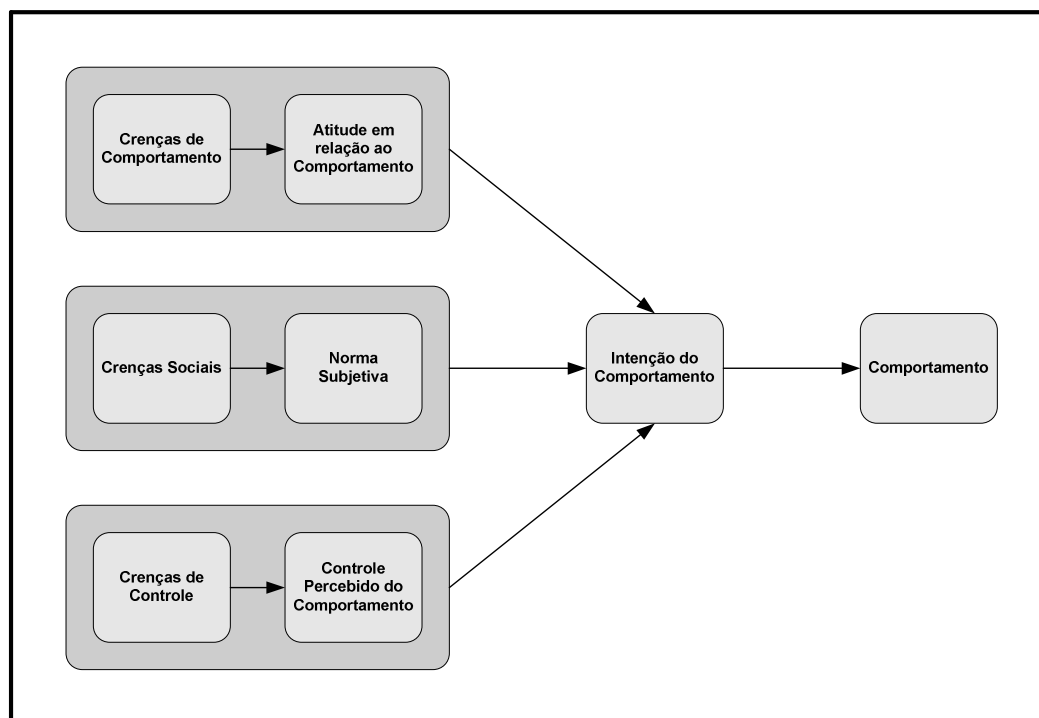 Crenças de
Comportamento
Atitude em
relação ao
Comportamento
Crenças Sociais
Norma
Subjetiva
Intenção do
Comportamento
Comportamento
Crenças de
Controle
Controle
Percebido do
Comportamento